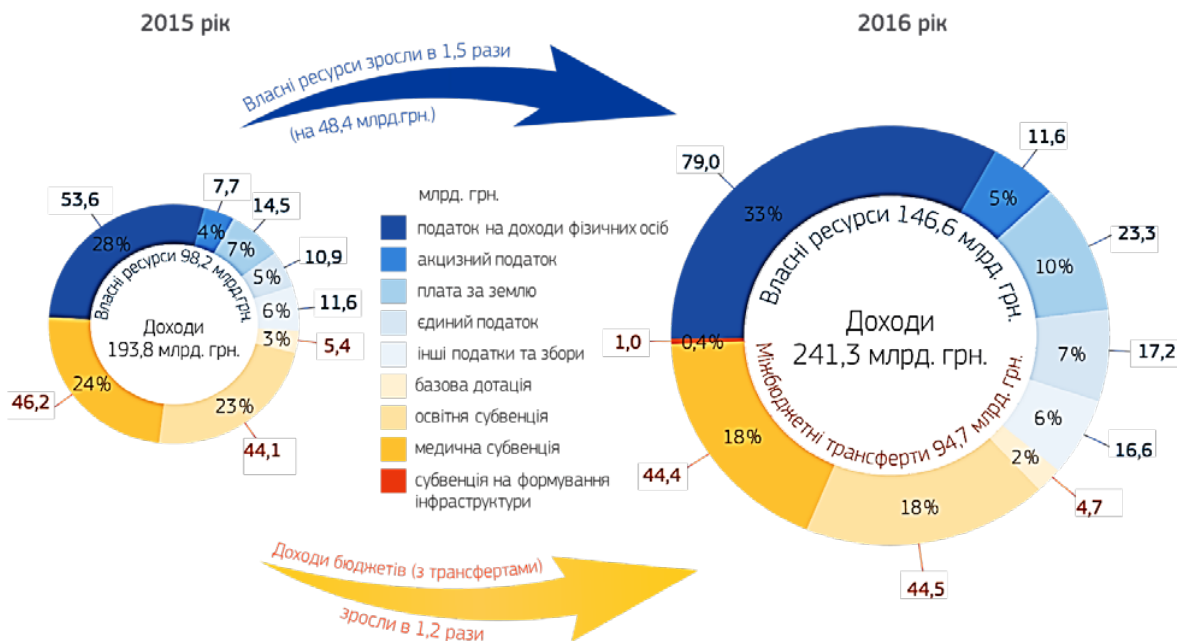 2015 рік
2016 рік
Власні ресурси зросли в 1,5 рази
(на 48,4 млрд.грн.)
53,6
7,7
14,5
10,9
11,6
5,4
44,1
46,2
28%
4%
7%
5%
6%
3%
23%
24%
Власні ресурси 98,2 млрд.грн.
Доходи
193,8 млрд. грн.
млрд. грн.
податок на доходи фізичних осіб
акцизний податок
плата за землю
єдиний податок
інші податки та збори
базова дотація
освітня субвенція
медична субвенція
субвенція на формування
інфраструктури
79,0
11,6
23,3
17,2
16,6
4,7
44,5
44,4
1,0
33%
5%
10%
7%
6%
2%
18%
18%
0,4%
Власні ресурси 146,6 млрд. грн.
Доходи
241,3 млрд. грн.
Міжбюджетні трансферти 94,7 млрд. грн.
Доходи бюджетів (з трансфертами)
зросли в 1,2 рази